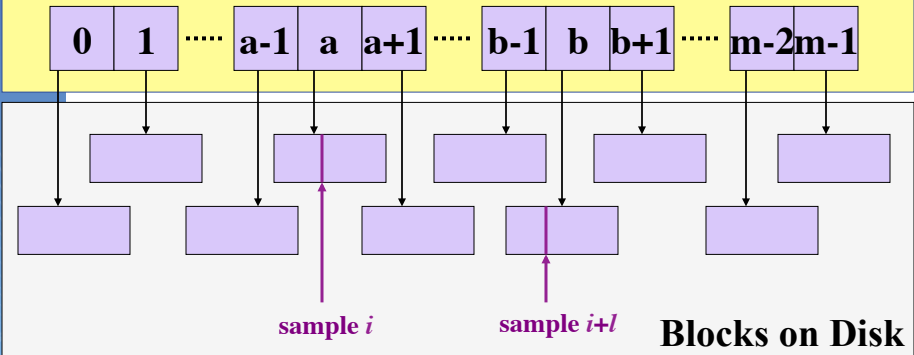 0 1 ..... a-1 a a+1 ..... b-1 b b+1 ..... m-2 m-1
sample i
sample i+l
Blocks on Disk